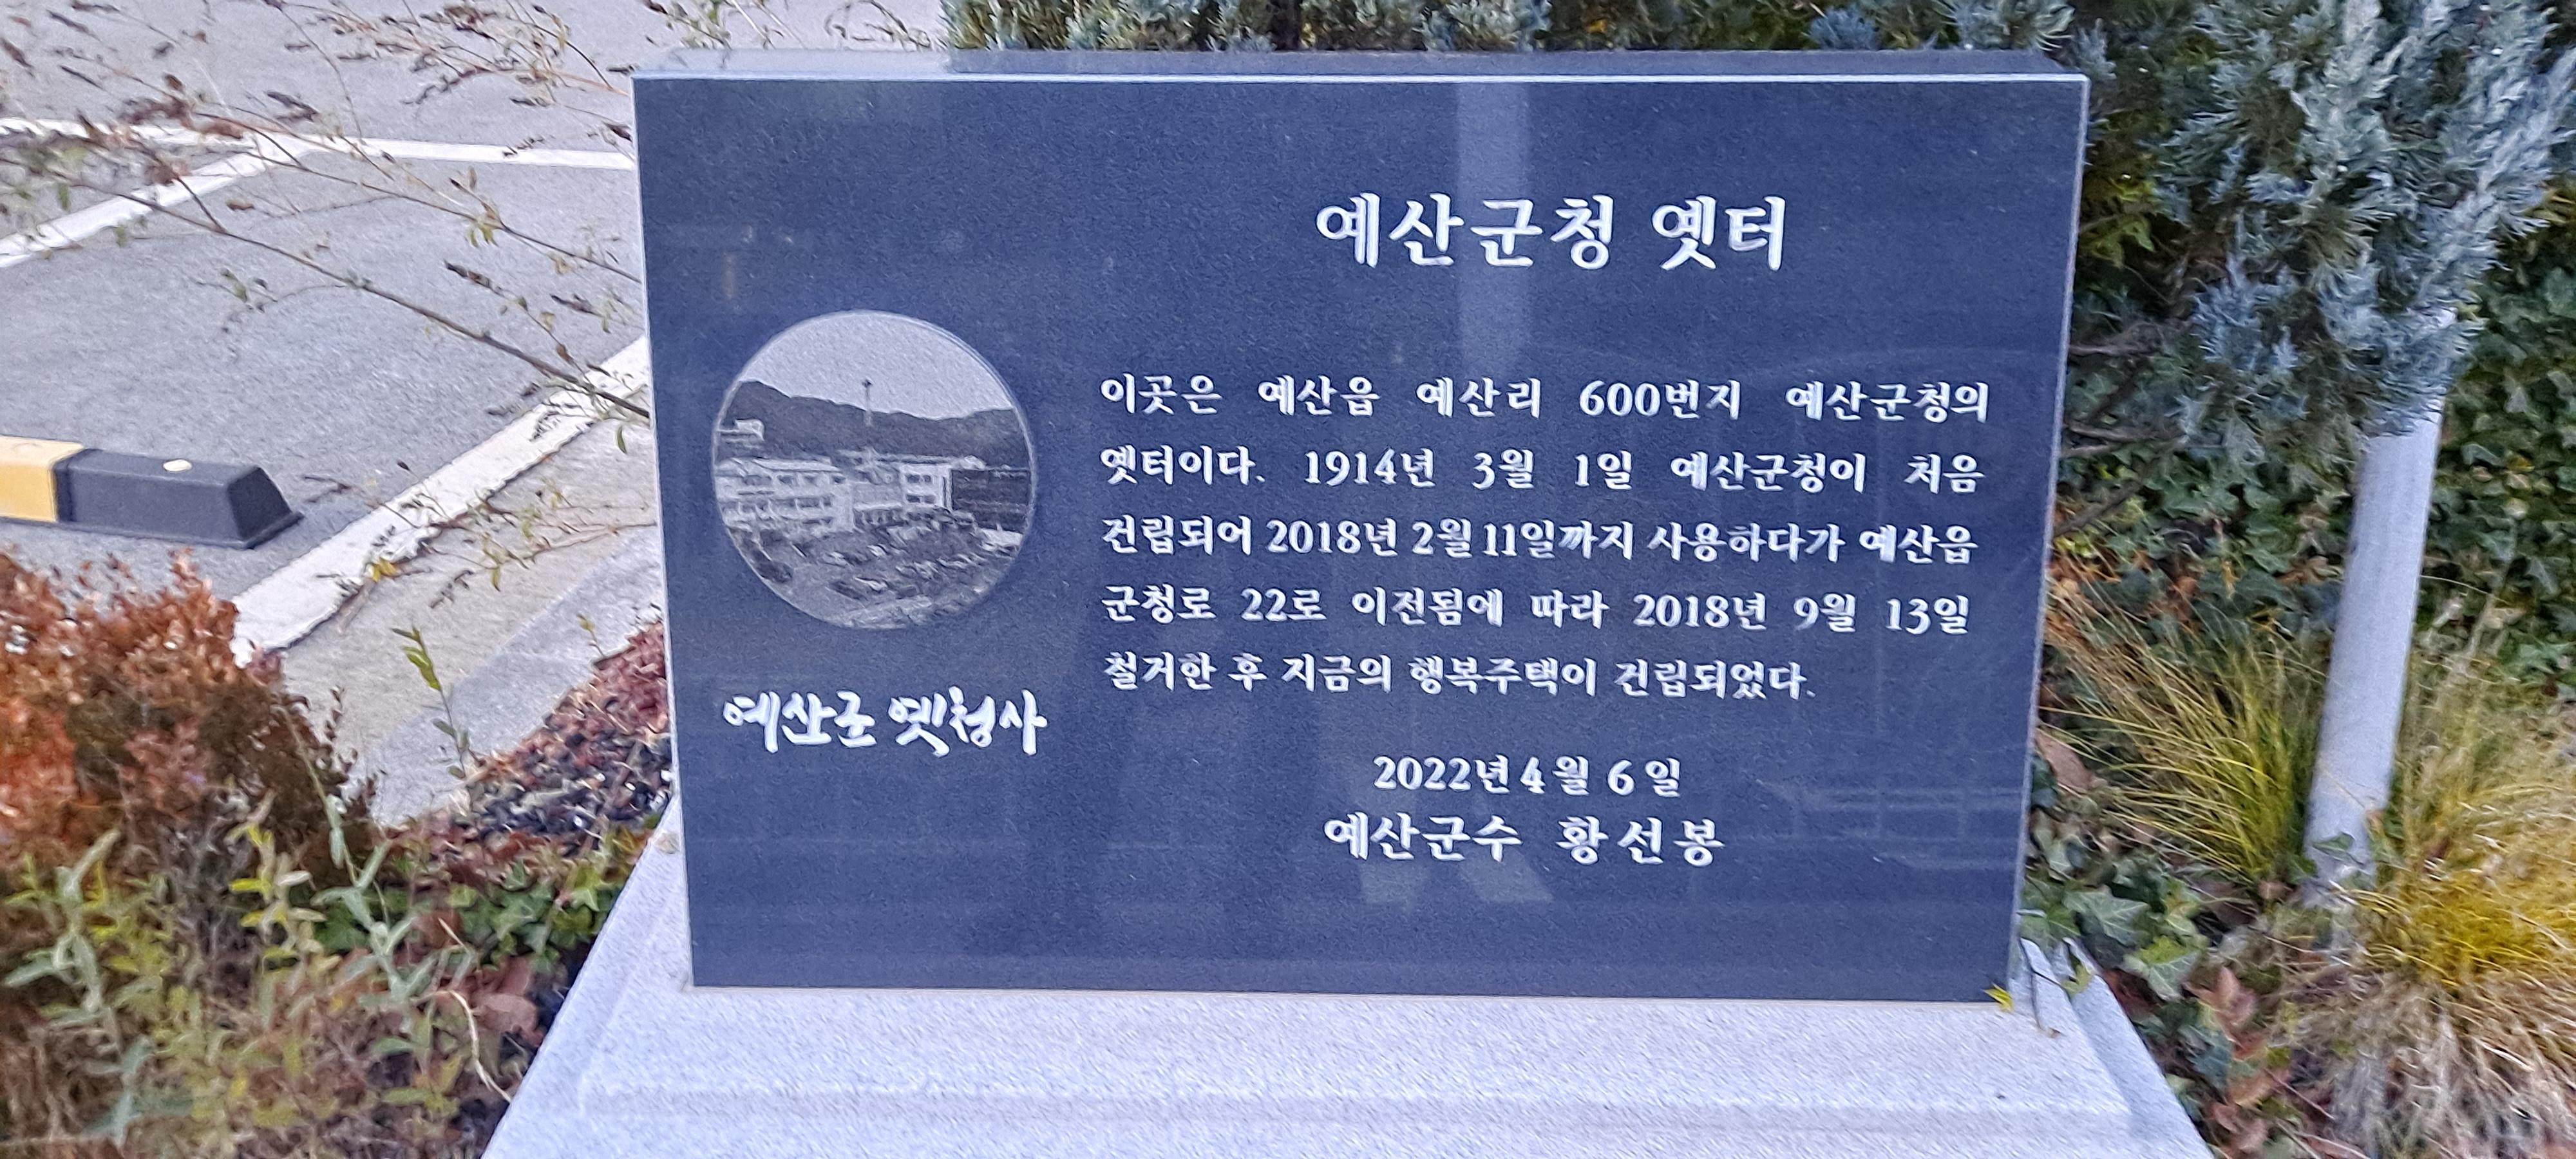 예산군청 옛터
이곳은 예산읍 예산리 600번지 예산군청의
옛터이다. 1914년 3월 1일 예산군청이 처음
건립되어 2018년 2월 11일까지 사용하다가 예산읍
군청로 22로 이전됨에 따라 2018년 9월 13일
철거한 후 지금의 행복주택이 건립되었다.
예산군 옛청사
2022년 4월 6일
예산군수 황선봉